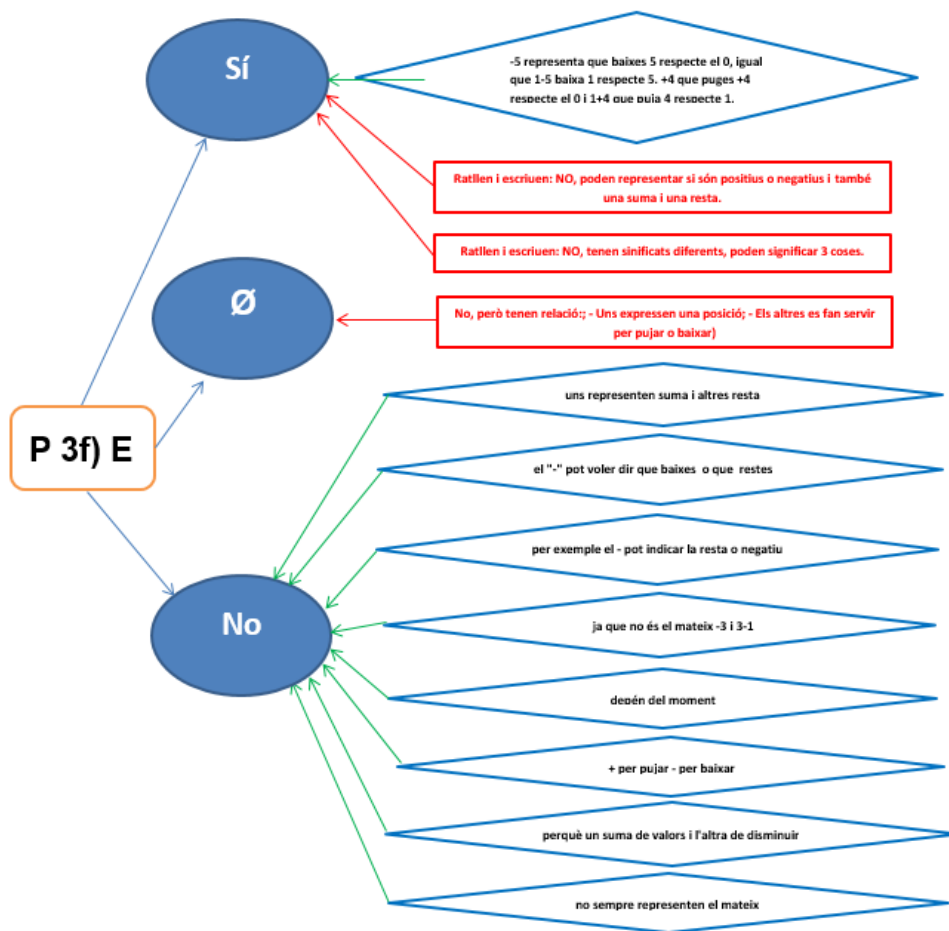 Sí
-5 representa que baixes 5 respecte el 0, igual
que 1-5 baixa 1 respecte 5. +4 que puges +4
respecte el 0 i 1+4 que puja 4 respecte 1.
Ratllen i escriuen: NO, poden representar si són positius o negatius i també
una suma i una resta.
Ratllen i escriuen: NO, tenen sinificats diferents, poden significar 3 coses.
Ø
No, però tenen relació:; - Uns expressen una posició; - Els altres es fan servir
per pujar o baixar)
P 3f) E
uns representen suma i altres resta
el "-" pot voler dir que baixes o que restes
per exemple el - pot indicar la resta o negatiu
No
ja que no és el mateix -3 i 3-1
depén del moment
+ per pujar - per baixar
perquè un suma de valors i l'altra de disminuir
no sempre representen el mateix